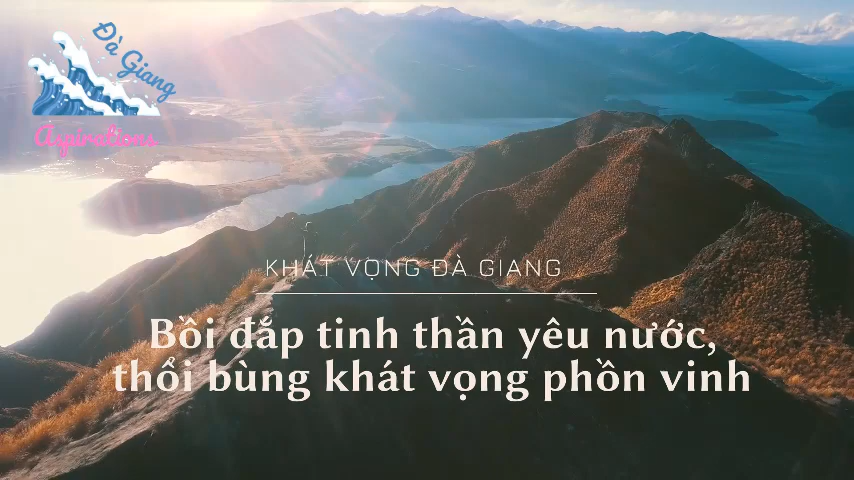 Đà Giang
Aspirations
KHÁT VỌNG ĐÀ GIANG
Bồi đắp tinh thần yêu nước,
thổi bùng khát vọng phồn vinh